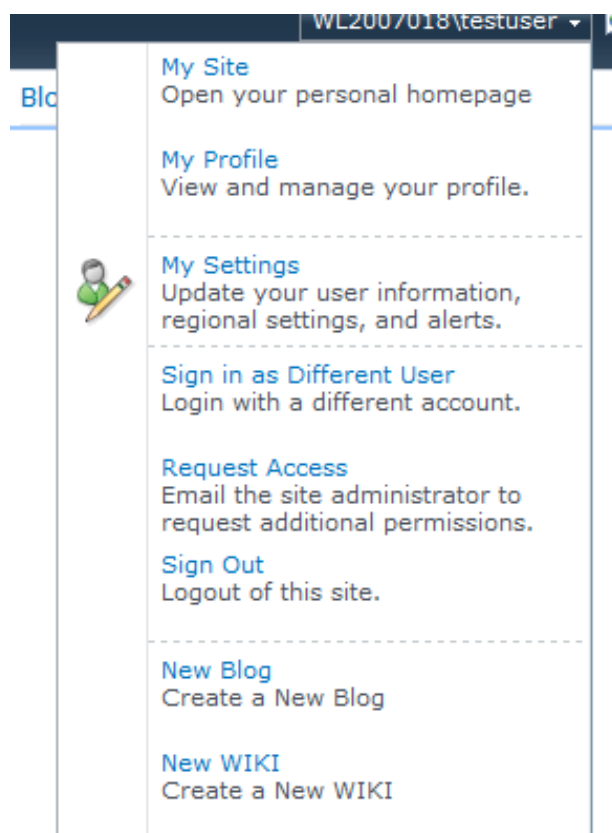 WL2007018\testuser
Blo
My Site
Open your personal homepage
My Profile
View and manage your profile.
My Settings
Update your user information,
regional settings, and alerts.
Sign in as Different User
Login with a different account.
Request Access
Email the site administrator to
request additional permissions.
Sign Out
Logout of this site.
New Blog
Create a New Blog
New WIKI
Create a New WIKI